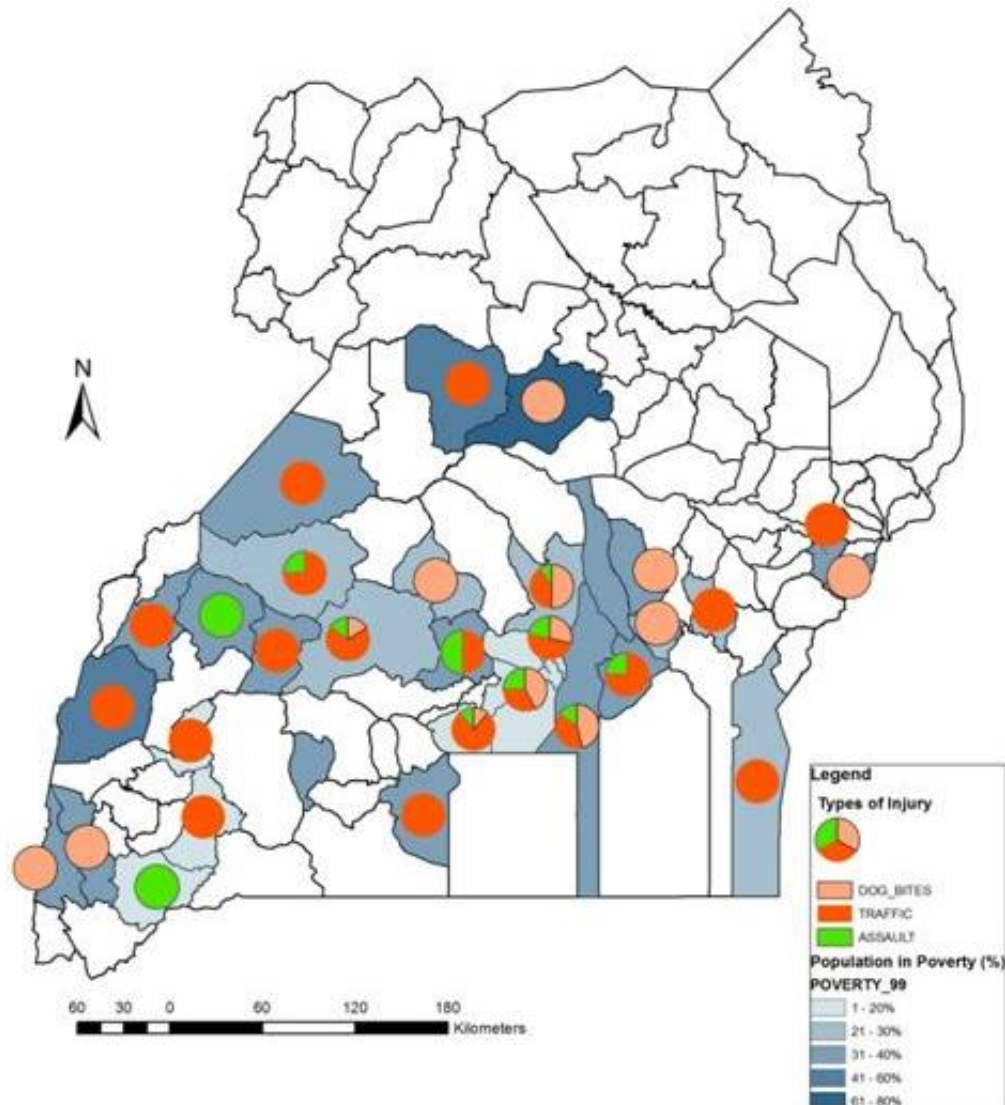 N
Legend
Types of Injury
DOG_BITES
TRAFFIC
ASSAULT
Population in Poverty (%)
POVERTY_99
1 - 20%
21 - 30%
31 - 40%
41 - 60%
61 - 80%
60 30 0 60 120 180
Kilometers